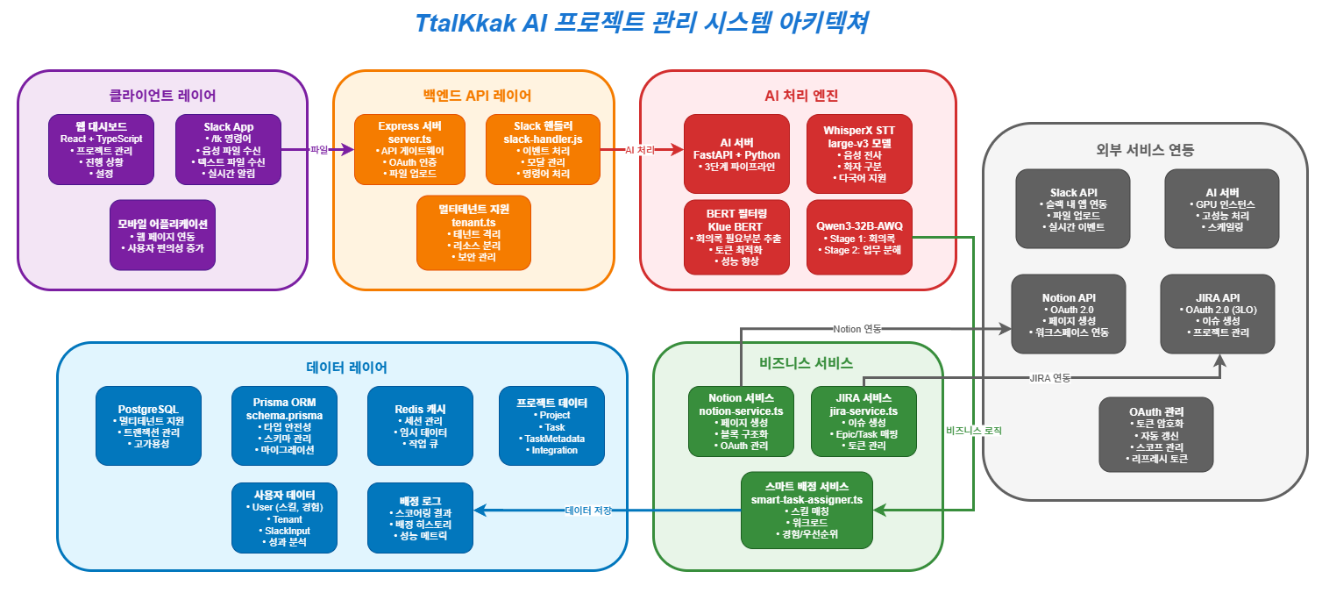 TtalKkak AI 프로젝트 관리 시스템 아키텍쳐
클라이언트 레이어
웹 대시보드
React + TypeScript
• 프로젝트 관리
• 진행 상황
• 설정
Slack App
• /tk 명령어
• 음성 파일 수신
• 텍스트 파일 수신
• 실시간 알림
모바일 어플리케이션
• 웹 페이지 연동
• 사용자 편의성 증가
파일
백엔드 API 레이어
Express 서버
server.ts
• API 게이트웨이
• OAuth 인증
• 파일 업로드
Slack 핸들러
slack-handler.js
• 이벤트 처리
• 모달 관리
• 명령어 처리
멀티테넌트 지원
tenant.ts
• 테넌트 격리
• 리소스 분리
• 보안 관리
AI 처리
AI 처리 엔진
AI 서버
FastAPI + Python
• 3단계 파이프라인
WhisperX STT
large-v3 모델
• 음성 전사
• 화자 구분
• 다국어 지원
BERT 필터링
Klue BERT
• 회의록 필요부분 추출
• 토큰 최적화
• 성능 향상
Qwen3-32B-AWQ
• Stage 1: 회의록
• Stage 2: 업무 분해
외부 서비스 연동
Slack API
• 슬랙 내 앱 연동
• 파일 업로드
• 실시간 이벤트
AI 서버
• GPU 인스턴스
• 고성능 처리
• 스케일링
Notion API
• OAuth 2.0
• 페이지 생성
• 워크스페이스 연동
JIRA API
• OAuth 2.0 (3LO)
• 이슈 생성
• 프로젝트 관리
OAuth 관리
• 토큰 암호화
• 자동 갱신
• 스코프 관리
• 리프레시 토큰
Notion 연동
JIRA 연동
비즈니스 로직
데이터 레이어
PostgreSQL
• 멀티테넌트 지원
• 트랜잭션 관리
• 고가용성
Prisma ORM
schema.prisma
• 타입 안전성
• 스키마 관리
• 마이그레이션
Redis 캐시
• 세션 관리
• 임시 데이터
• 작업 큐
프로젝트 데이터
• Project
• Task
• TaskMetadata
• Integration
사용자 데이터
• User (스킬, 경험)
• Tenant
• SlackInput
• 성과 분석
배정 로그
• 스코어링 결과
• 배정 히스토리
• 성능 메트릭
데이터 저장
비즈니스 서비스
Notion 서비스
notion-service.ts
• 페이지 생성
• 블록 구조화
• OAuth 관리
JIRA 서비스
jira-service.ts
• 이슈 생성
• Epic/Task 매핑
• 토큰 관리
스마트 배정 서비스
smart-task-assigner.ts
• 스킬 매칭
• 워크로드
• 경험/우선순위